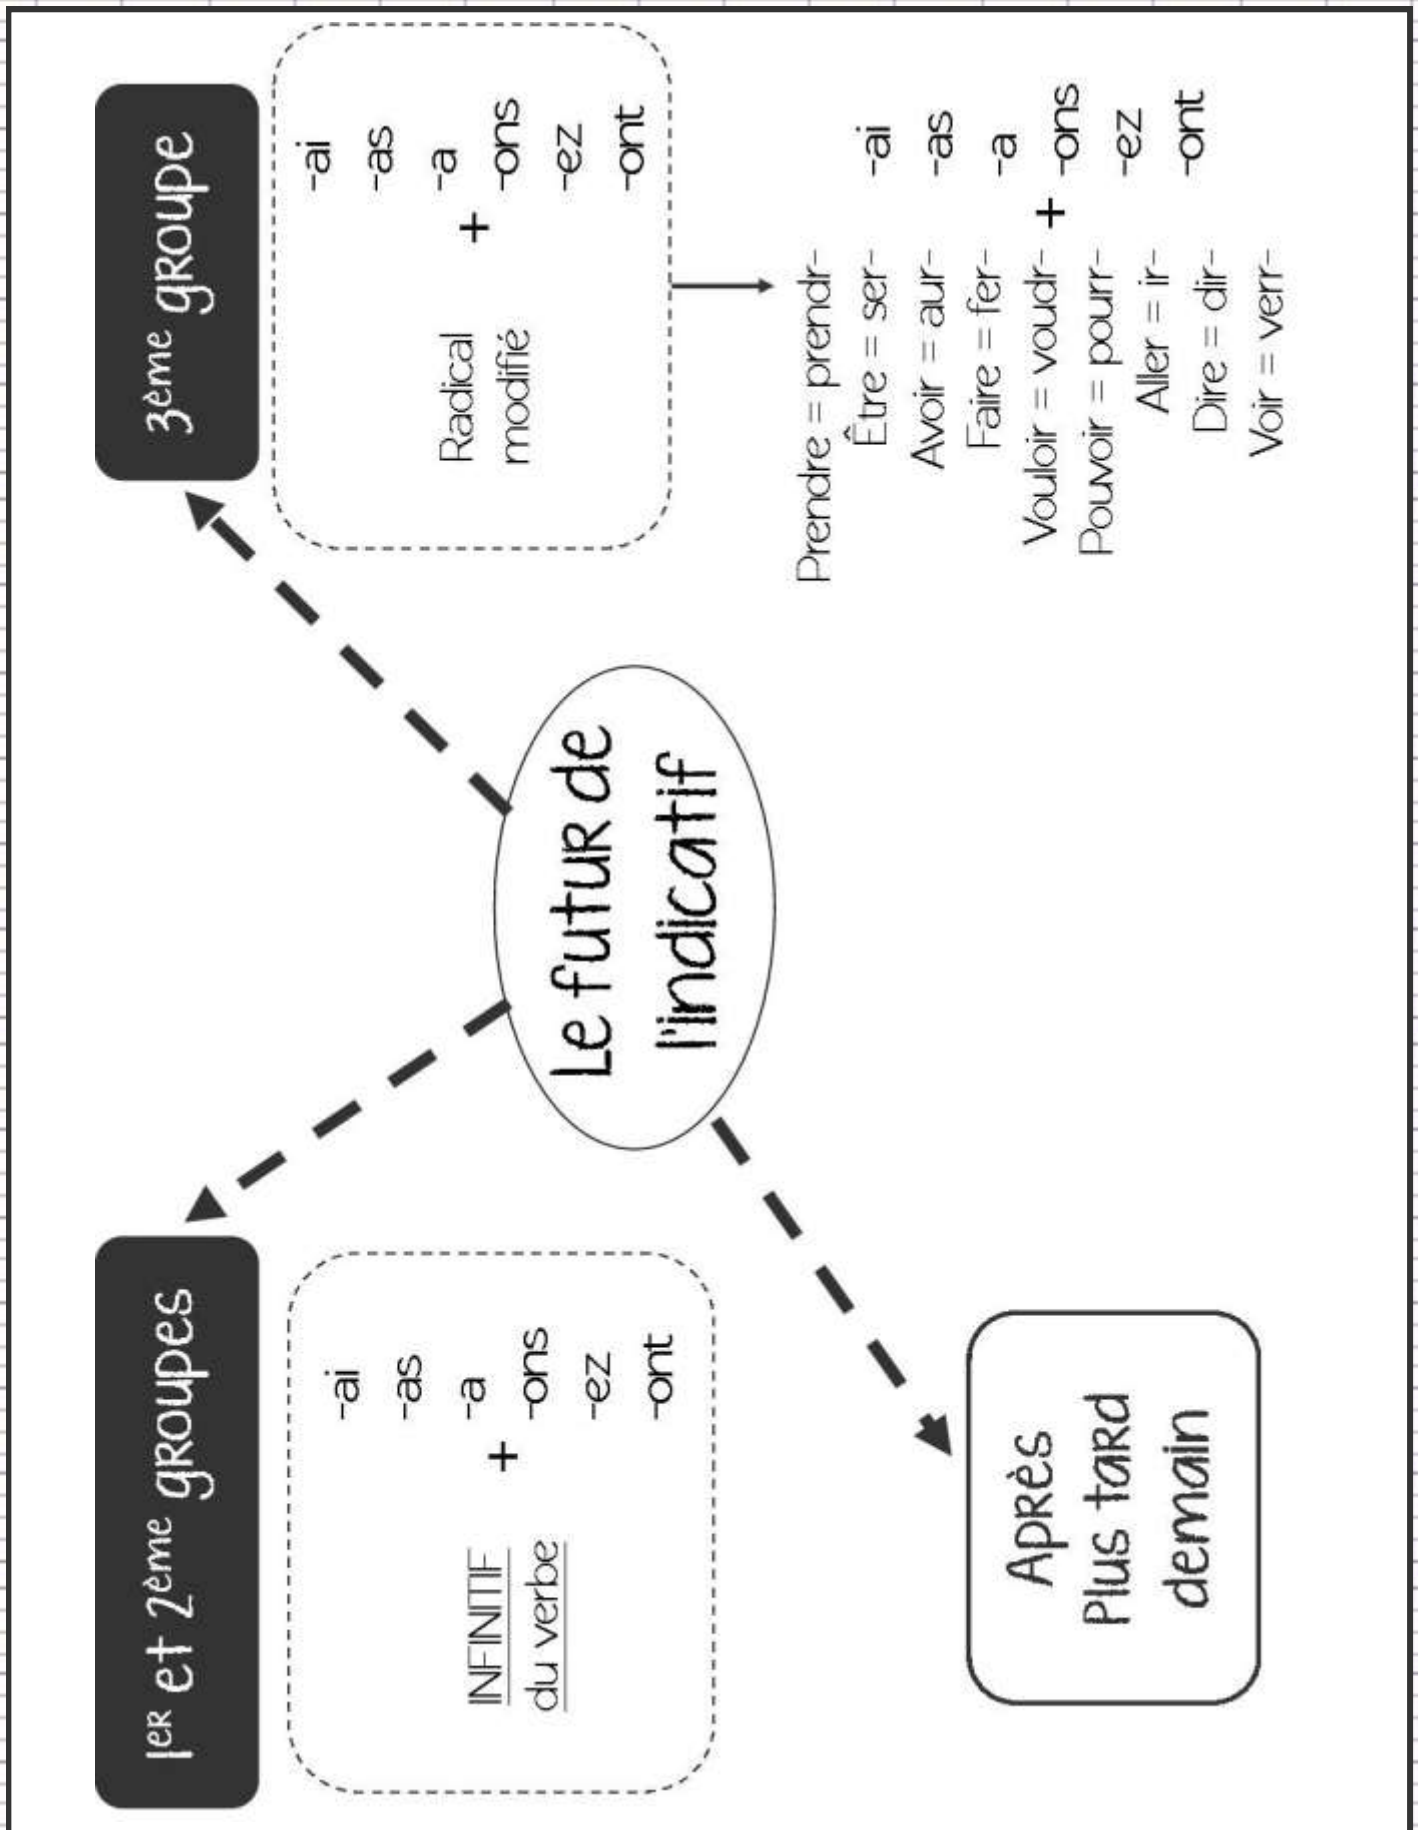 1er et 2ème groupes
INFINITIF
du verbe
+
-ai
-as
-a
-ons
-ez
-ont
Le futur de
l'indicatif
3ème groupe
Radical
modifié
+
-ai
-as
-a
-ons
-ez
-ont
Prendre = prendr-
Être = ser-
Avoir = aur-
Faire = fer-
Vouloir = voudr-
Pouvoir = pourr-
Aller = ir-
Dire = dir-
Voir = verr-
+
-ai
-as
-a
-ons
-ez
-ont
Après
Plus tard
demain